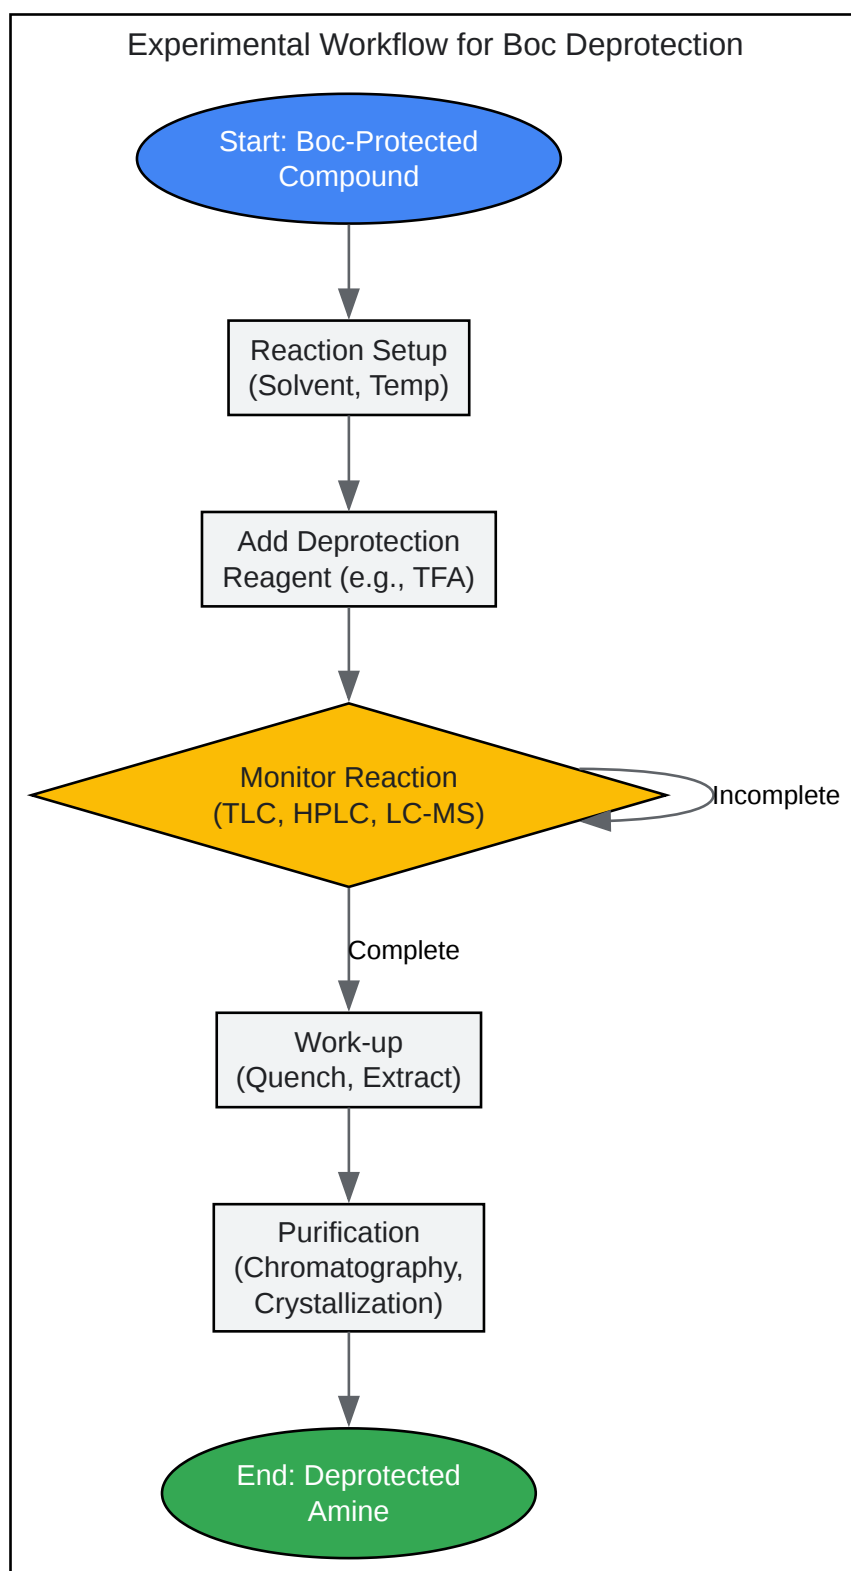 Experimental Workflow for Boc Deprotection
Start: Boc-Protected
Compound
Reaction Setup
(Solvent, Temp)
Add Deprotection
Reagent (e.g., TFA)
Monitor Reaction
(TLC, HPLC, LC-MS)
Incomplete
Complete
Work-up
(Quench, Extract)
Purification
(Chromatography,
Crystallization)
End: Deprotected
Amine